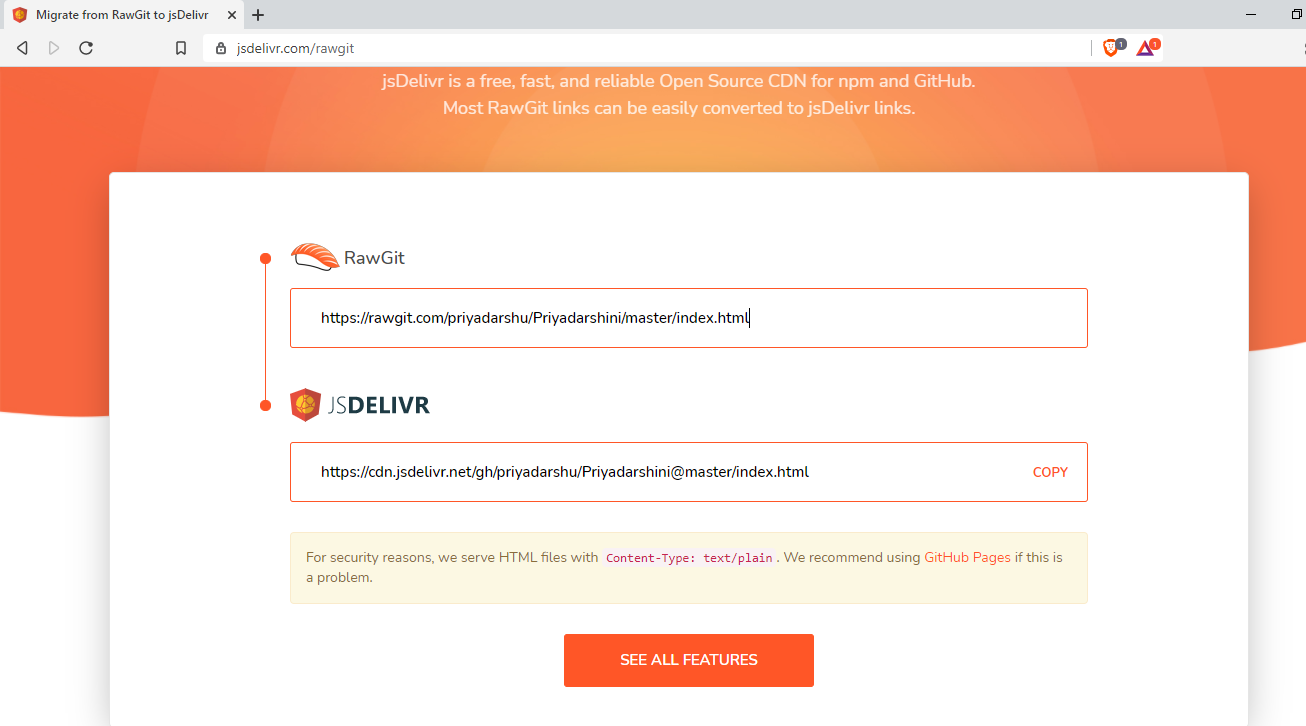 Migrate from RawGit to jsDelivr
jsdelivr.com/rawgit
1
1
jsDelivr is a free, fast, and reliable Open Source CDN for npm and GitHub.
Most RawGit links can be easily converted to jsDelivr links.
RawGit
https://rawgit.com/priyadarshu/Priyadarshini/master/index.html
JSDELIVR
https://cdn.jsdelivr.net/gh/priyadarshu/Priyadarshini@master/index.html
COPY
For security reasons, we serve HTML files with Content-Type: text/plain. We recommend using GitHub Pages if this is
a problem.
SEE ALL FEATURES